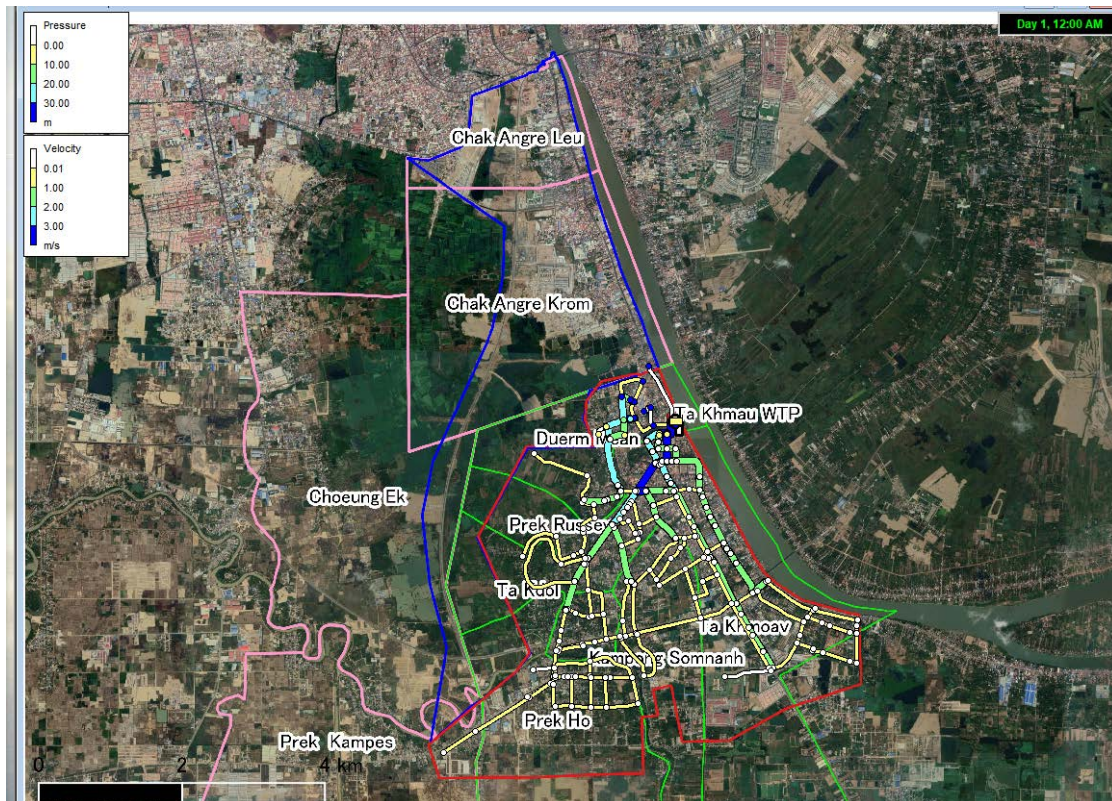 Pressure
0.00
10.00
20.00
30.00
m
Velocity
0.01
1.00
2.00
3.00
m/s
Day 1, 12:00 AM
Chak Angre Leu
Chak Angre Krom
Ta Khmau WTP
Duerm Mean
Choeung Ek
Prek Russey
Ta Kdol
Ta Khmoav
Kampong Somnanh
Prek Ho
Prek Kampes
0
2
4 km